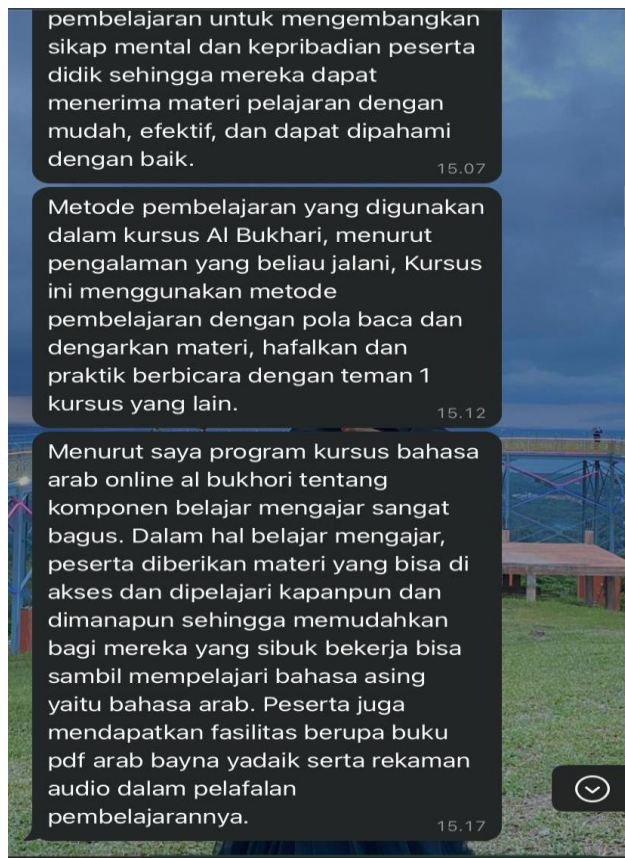 pembelajaran untuk mengembangkan
sikap mental dan kepribadian peserta
didik sehingga mereka dapat
menerima materi pelajaran dengan
mudah, efektif, dan dapat dipahami
dengan baik.
15.07
Metode pembelajaran yang digunakan
dalam kursus Al Bukhari, menurut
pengalaman yang beliau jalani, Kursus
ini menggunakan metode
pembelajaran dengan pola baca dan
dengarkan materi, hafalkan dan
praktik berbicara dengan teman 1
kursus yang lain.
15.12
Menurut saya program kursus bahasa
arab online al bukhori tentang
komponen belajar mengajar sangat
bagus. Dalam hal belajar mengajar,
peserta diberikan materi yang bisa di
akses dan dipelajari kapanpun dan
dimanapun sehingga memudahkan
bagi mereka yang sibuk bekerja bisa
sambil mempelajari bahasa asing
yaitu bahasa arab. Peserta juga
mendapatkan fasilitas berupa buku
pdf arab bayna yadaik serta rekaman
audio dalam pelafalan
pembelajarannya.
15.17